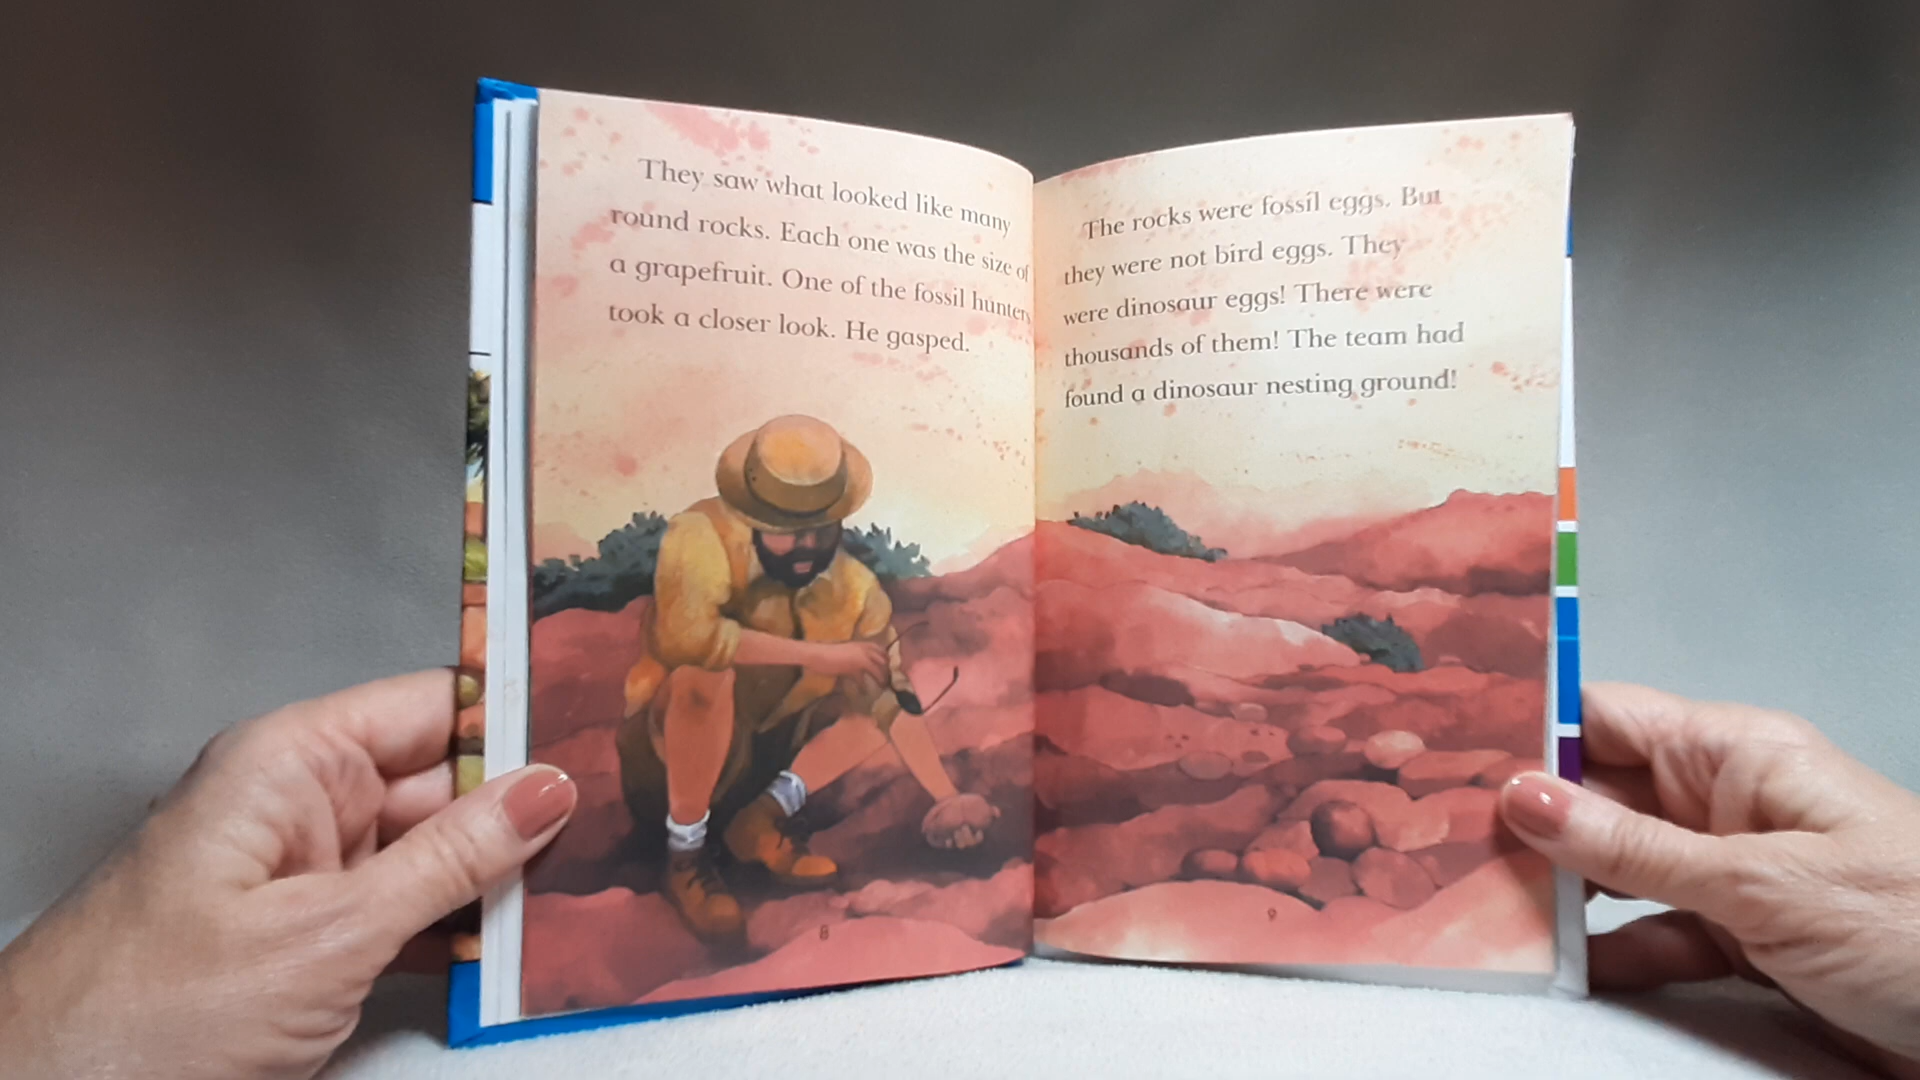 They saw what looked like many
round rocks. Each one was the size of
a grapefruit. One of the fossil hunters
took a closer look. He gasped.
8
The rocks were fossil eggs. But
they were not bird eggs. They
were dinosaur eggs! There were
thousands of them! The team had
found a dinosaur nesting ground!
9